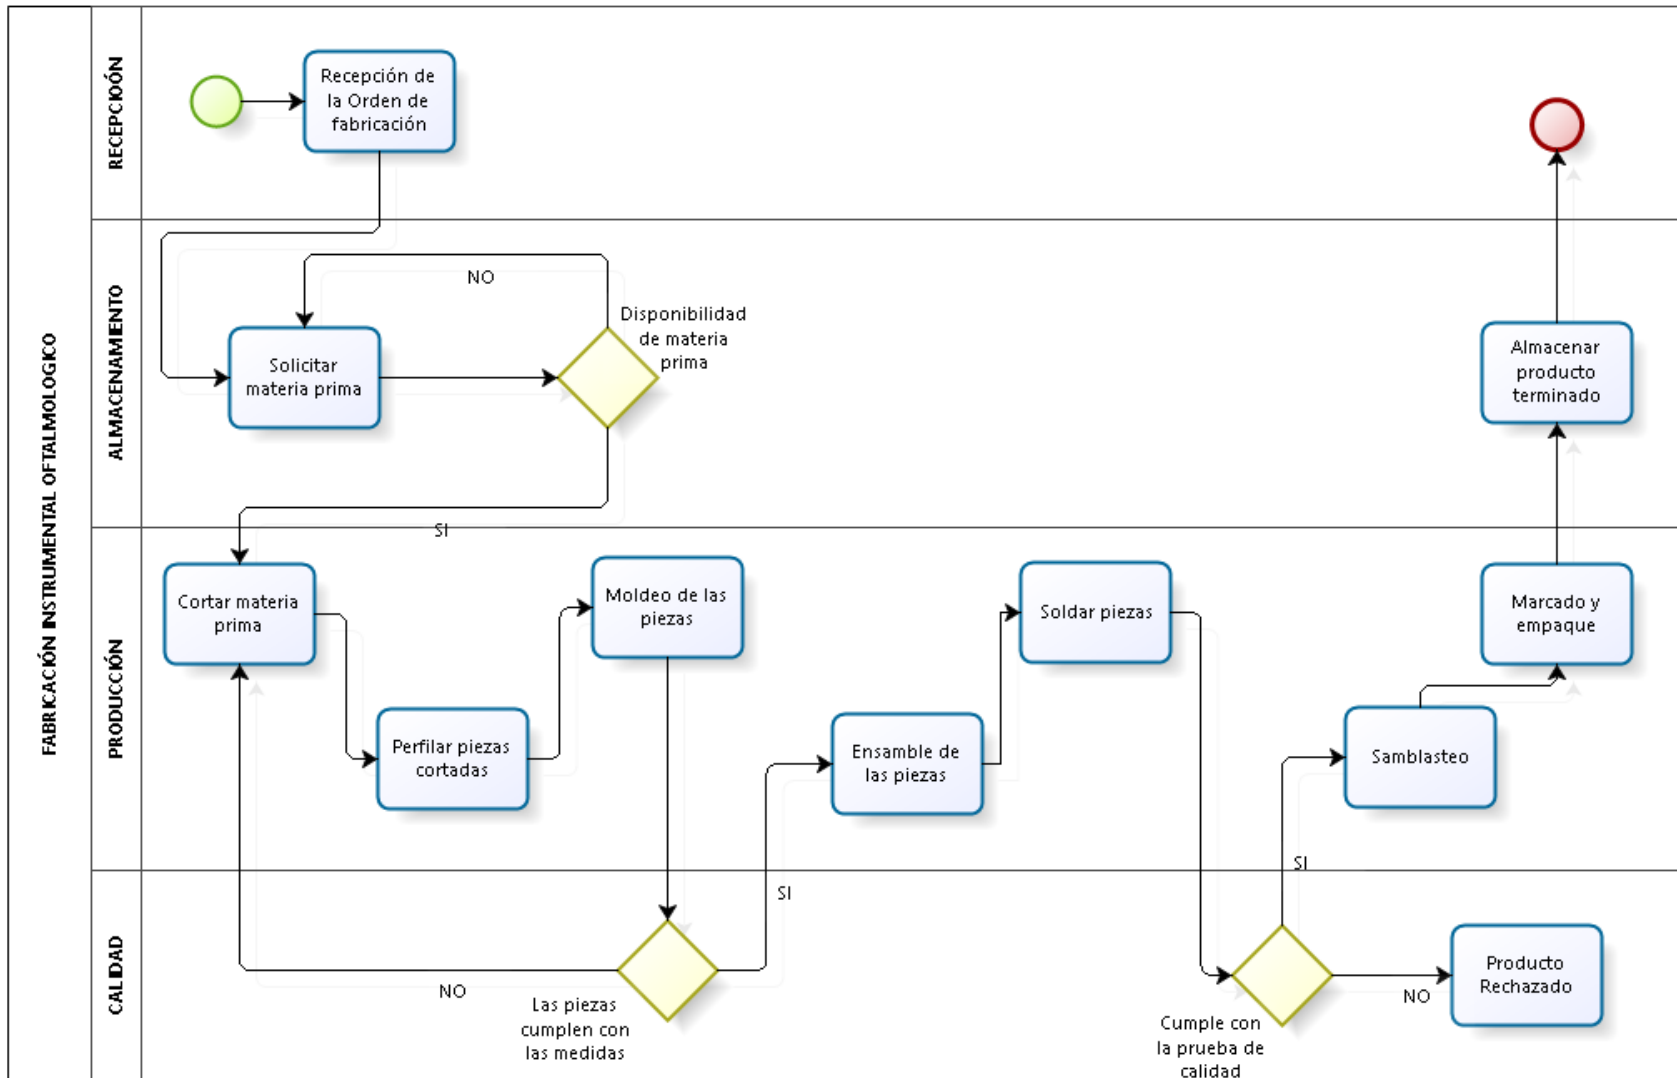 FABRICACIÓN INSTRUMENTAL OFTALMOLOGICO
RECEPCIÓN
Recepción de
la Orden de
fabricación
ALMACENAMIENTO
NO
Solicitar
materia prima
Disponibilidad
de materia
prima
Almacenar
producto
terminado
SI
PRODUCCIÓN
Cortar materia
prima
Perfilar piezas
cortadas
Moldeo de las
piezas
Ensamble de
las piezas
Soldar piezas
Samblasteo
Marcado y
empaque
SI
SI
CALIDAD
NO
Las piezas
cumplen con
las medidas
Cumple con
la prueba de
calidad
NO
Producto
Rechazado